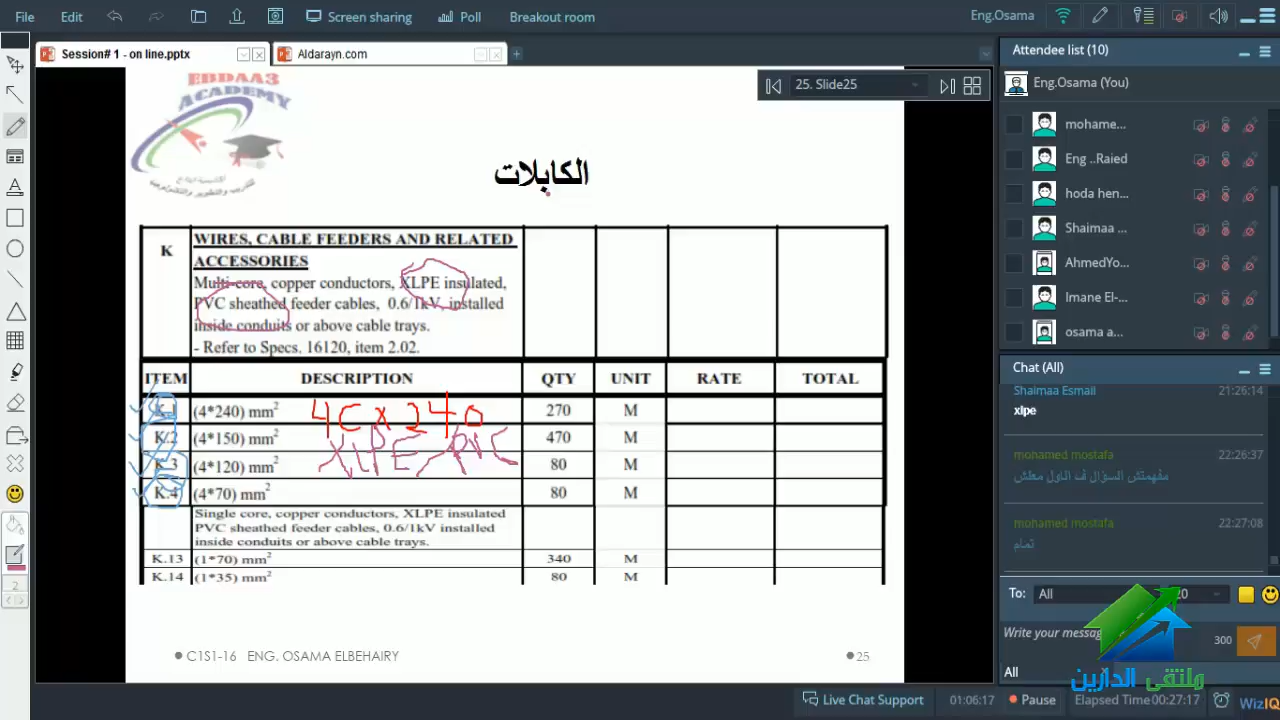 File Edit Screen sharing Poll Breakout room Eng.Osama
Session# 1 - on line.pptx Aldarayn.com
Attendee list (10)
25. Slide25
Eng.Osama (You)
mohame...
Eng ..Raied
hoda hen...
Shaimaa ...
AhmedYo...
Imane El-...
osama a...
EBDAA3
ACADEMY
الكابلات
K WIRES, CABLE FEEDERS AND RELATED
ACCESSORIES
Multi-core, copper conductors, XLPE insulated,
PVC sheathed feeder cables, 0.6/1kV, installed
inside conduits or above cable trays.
- Refer to Specs. 16120, item 2.02.
ITEM DESCRIPTION QTY UNIT RATE TOTAL
K.1 (4*240) mm² 4C x 240 270 M
K.2 (4*150) mm² 470 M
XLPE PVC
K.3 (4*120) mm² 80 M
K.4 (4*70) mm² 80 M
Single core, copper conductors, XLPE insulated
PVC sheathed feeder cables, 0.6/1kV installed
inside conduits or above cable trays.
K.13 (1*70) mm² 340 M
K.14 (1*35) mm² 80 M
C1S1-16 ENG. OSAMA ELBEHAIRY 25
Chat (All)
Shaimaa Esmail 21:26:14
xlpe
mohamed mostafa 22:26:37
مفهمتش السؤال ف الاول معلش
mohamed mostafa 22:27:08
تمام
To: All 20
Write your messag 300
All
ملتقى الدارين
Live Chat Support 01:06:17 Pause Elapsed Time 00:27:17 WizIQ
2